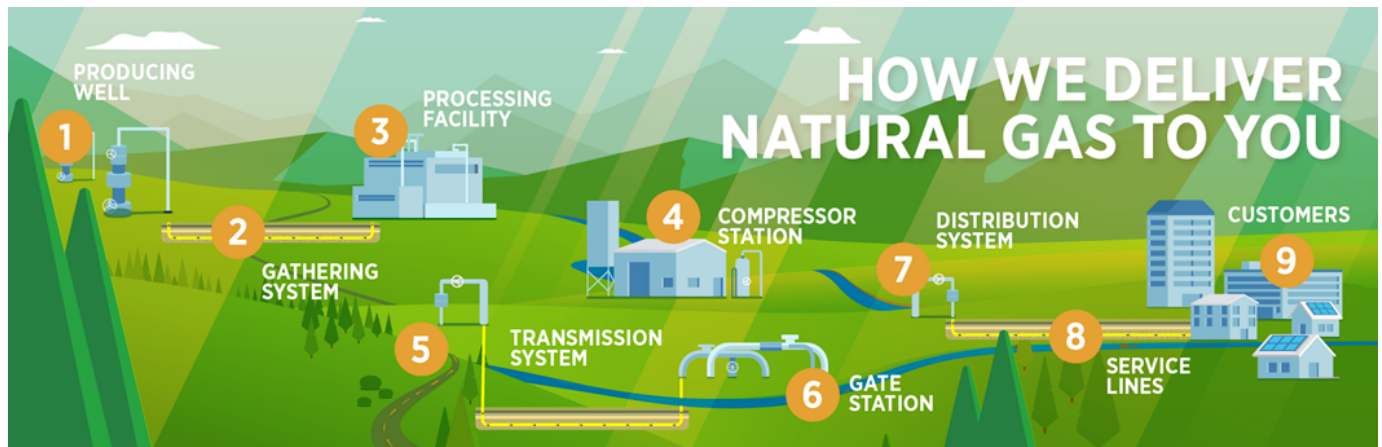 HOW WE DELIVER
NATURAL GAS TO YOU
1
PRODUCING
WELL
2
GATHERING
SYSTEM
3
PROCESSING
FACILITY
4
COMPRESSOR
STATION
5
TRANSMISSION
SYSTEM
6
GATE
STATION
7
DISTRIBUTION
SYSTEM
8
SERVICE
LINES
9
CUSTOMERS